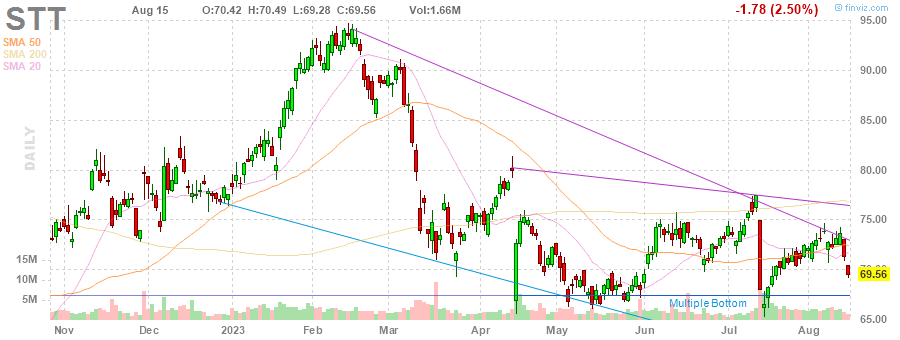 STT Aug 15 O:70.42 H:70.49 L:69.28 C:69.56 Vol:1.66M -1.78 (2.50%) © finviz.com
SMA 50
SMA 200
SMA 20
DAILY
95.00
90.00
85.00
80.00
75.00
70.00
69.56
65.00
15M
10M
5M
Multiple Bottom
Nov Dec 2023 Feb Mar Apr May Jun Jul Aug